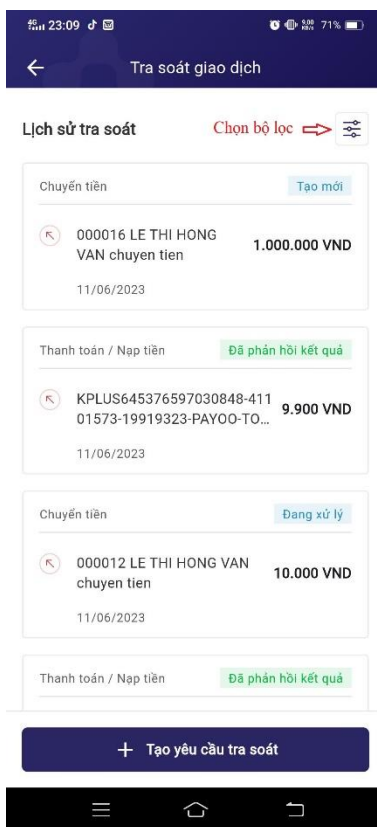 23:09
71%
Tra soát giao dịch
Lịch sử tra soát
Chọn bộ lọc
Chuyển tiền
Tạo mới
000016 LE THI HONG
VAN chuyen tien
1.000.000 VND
11/06/2023
Thanh toán / Nạp tiền
Đã phản hồi kết quả
KPLUS645376597030848-411
01573-19919323-PAYOO-TO...
9.900 VND
11/06/2023
Chuyển tiền
Đang xử lý
000012 LE THI HONG VAN
chuyen tien
10.000 VND
11/06/2023
Thanh toán / Nạp tiền
Đã phản hồi kết quả
+ Tạo yêu cầu tra soát